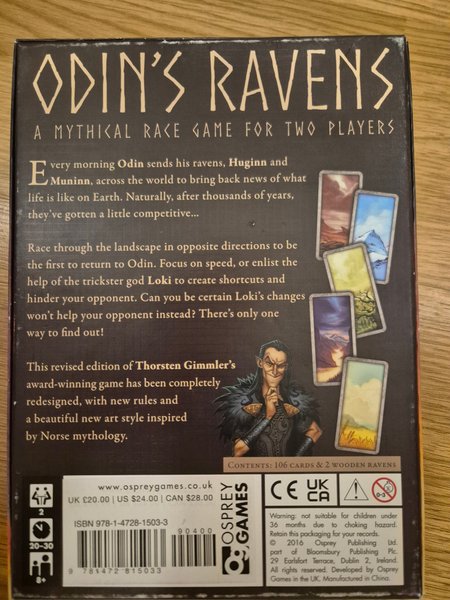 ODIN'S RAVENS
A MYTHICAL RACE GAME FOR TWO PLAYERS
Every morning Odin sends his ravens, Huginn and
Muninn, across the world to bring back news of what
life is like on Earth. Naturally, after thousands of years,
they've gotten a little competitive...
Race through the landscape in opposite directions to be
the first to return to Odin. Focus on speed, or enlist the
help of the trickster god Loki to create shortcuts and
hinder your opponent. Can you be certain Loki's changes
won't help your opponent instead? There's only one
way to find out!
This revised edition of Thorsten Gimmler's
award-winning game has been completely
redesigned, with new rules and
a beautiful new art style inspired
by Norse mythology.
CONTENTS: 106 CARDS & 2 WOODEN RAVENS
2
20-30
8+
www.ospreygames.co.uk
UK £20.00 | US $24.00 | CAN $28.00
ISBN 978-1-4728-1503-3
90400
9 781472 815033
OSPREY
GAMES
CE
UK
CA
0-3
Warning: not suitable for children under
36 months due to choking hazard.
Retain this packaging for your records.
© 2016 Osprey Publishing Ltd.
part of Bloomsbury Publishing Plc.
29 Earlsfort Terrace, Dublin 2, Ireland.
All rights reserved. Developed by Osprey
Games in the UK. Manufactured in China.